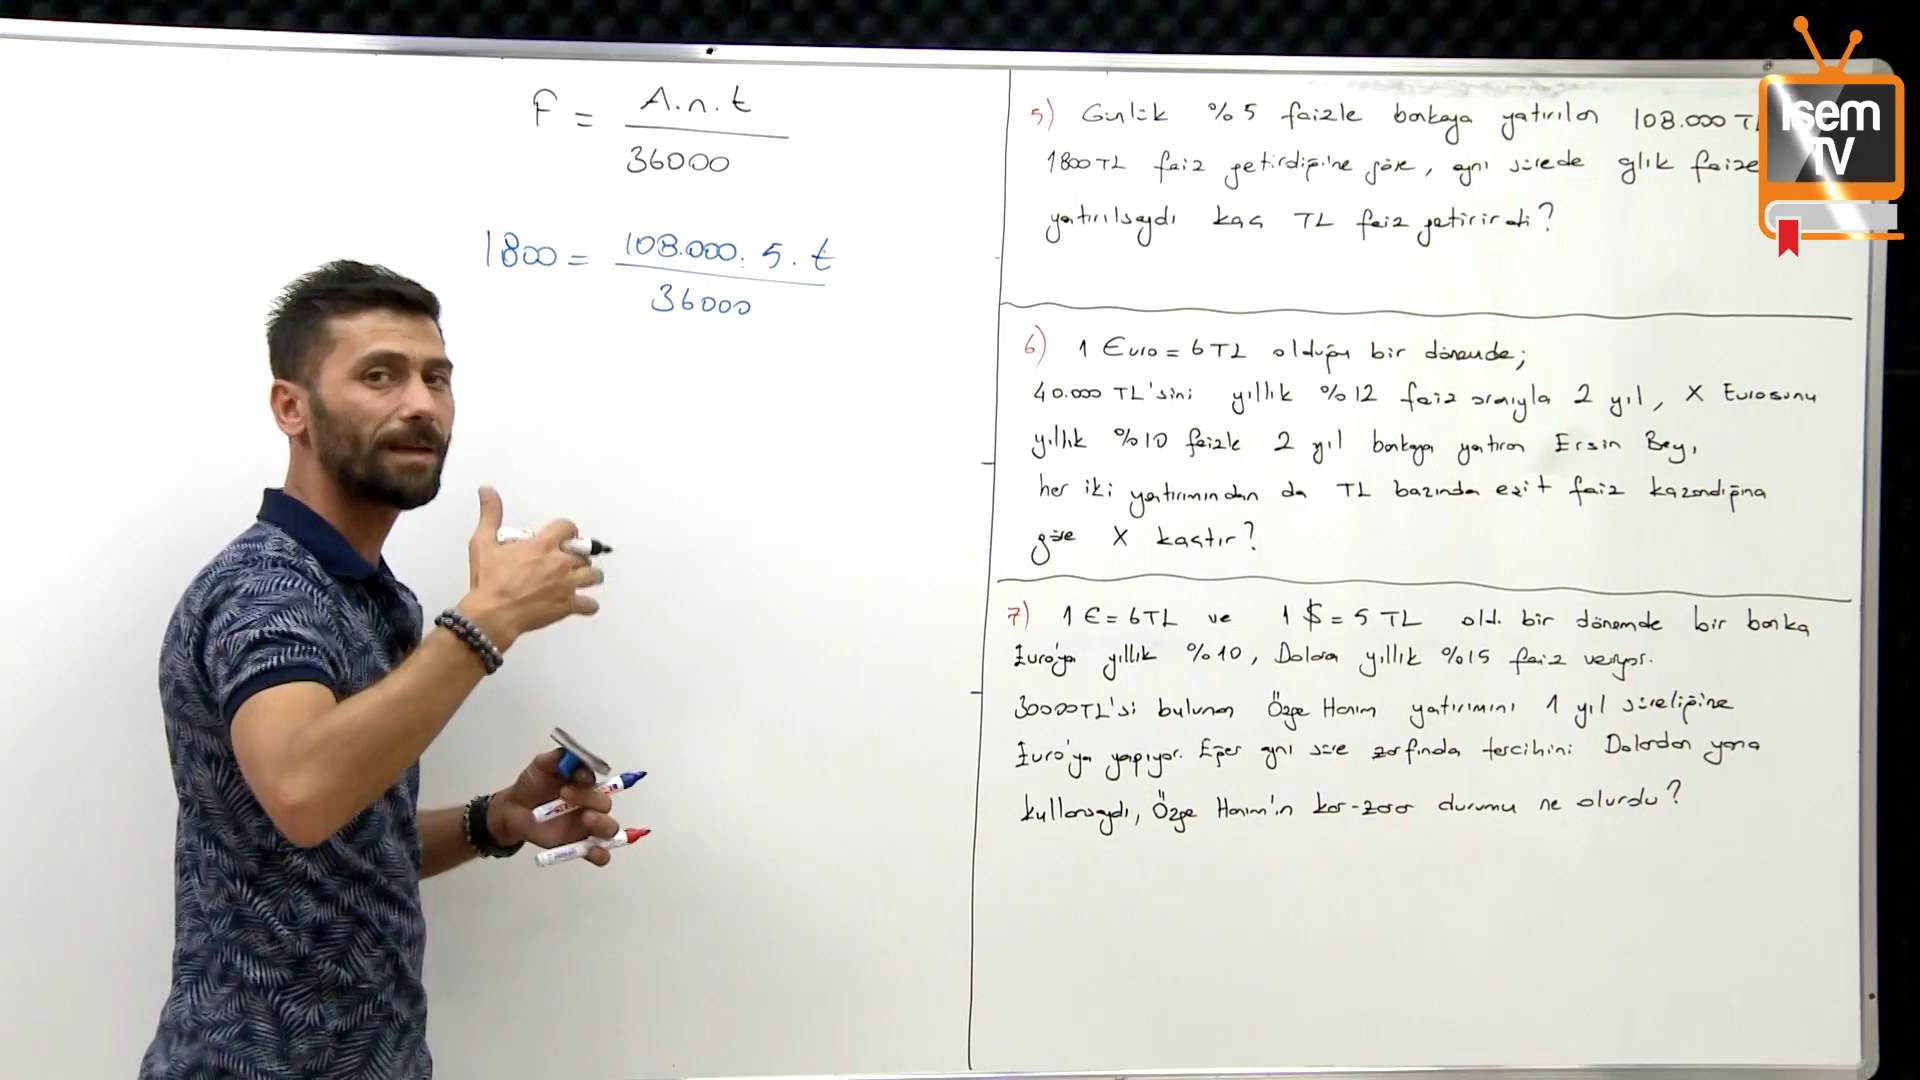 F = A.n.t
36000
1800 = 108.000. 5. t
36000
5) Günlük %5 faizle bankaya yatırılan 108.000 TL
1800 TL faiz getirdiğine göre, aynı sürede aylık faize
yatırılsaydı kaç TL faiz getirirdi?
6) 1 Euro = 6 TL olduğu bir dönemde;
40.000 TL'sini yıllık %12 faiz oranıyla 2 yıl, X Eurosunu
yıllık %10 faizle 2 yıl bankaya yatıran Ersin Bey,
her iki yatırımından da TL bazında eşit faiz kazandığına
göre X kaçtır?
7) 1 € = 6TL ve 1 $ = 5 TL old. bir dönemde bir banka
Euro'ya yıllık %10, Dolara yıllık %15 faiz veriyor.
30000TL'si bulunan Özge Hanım yatırımını 1 yıl süreliğine
Euro'ya yapıyor. Eğer aynı süre zarfında tercihini Dolardan yana
kullansaydı, Özge Hanım'ın kar-zarar durumu ne olurdu?
Isem
TV